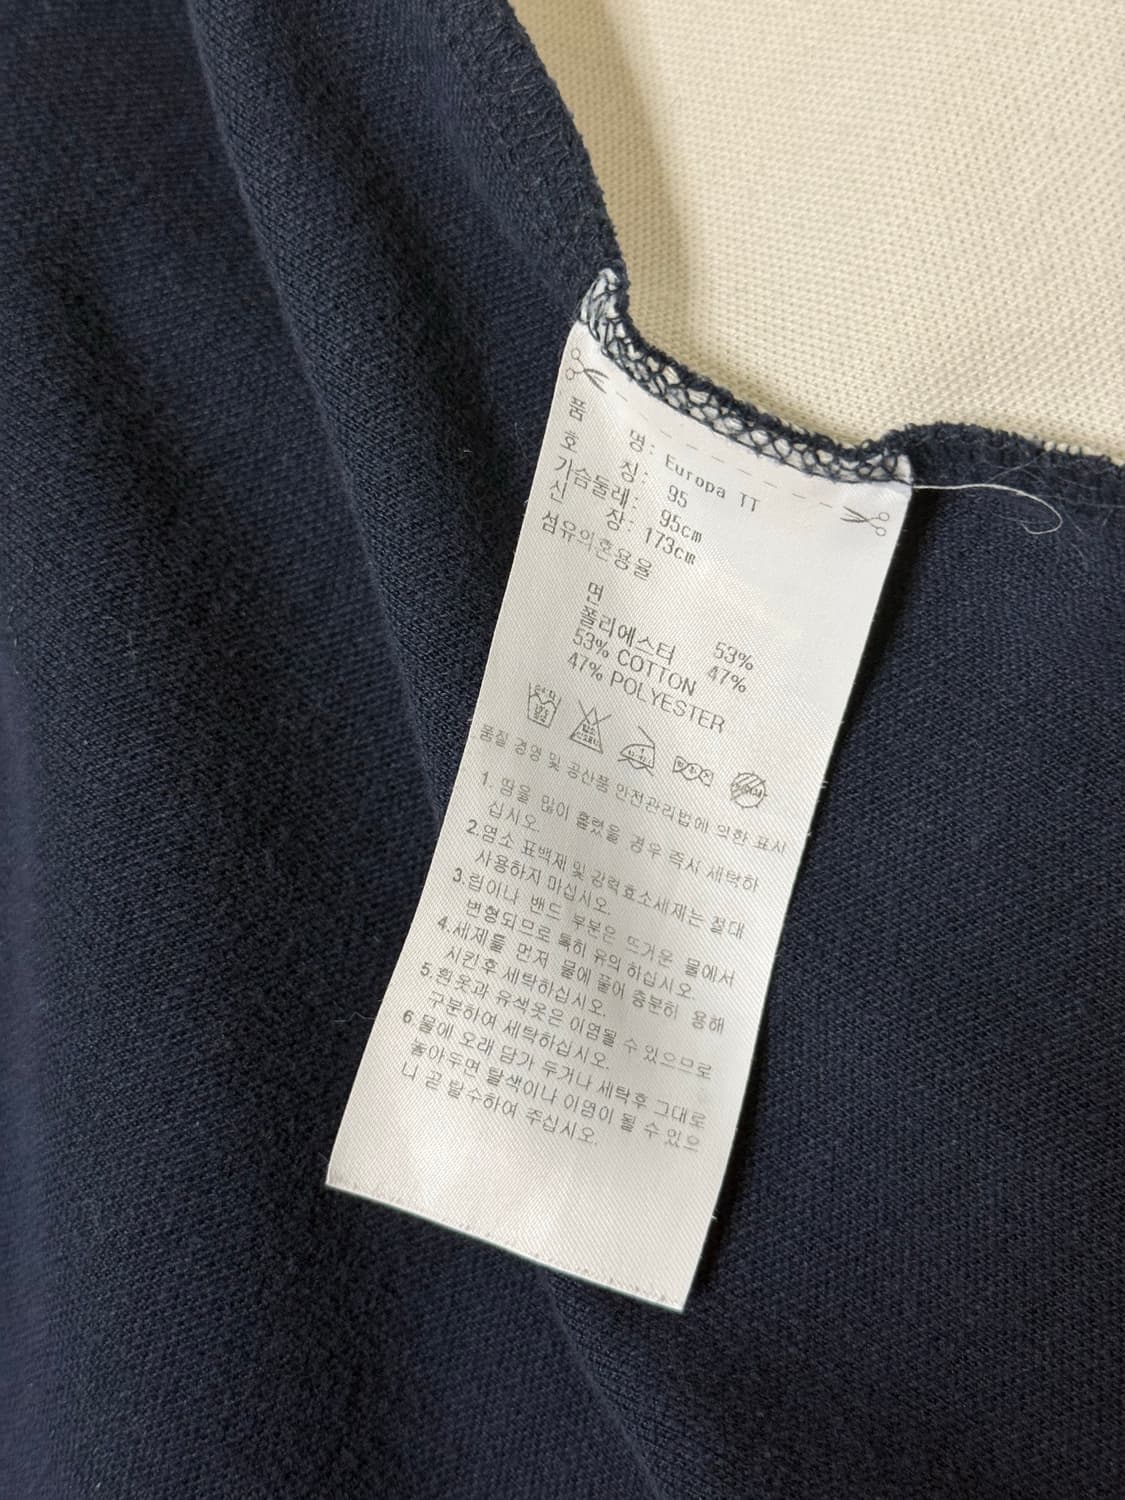 품 명: Europa TT
호 칭: 95
가슴둘레: 95cm
신 장: 173cm
섬유의혼용율
면 53%
폴리에스터 47%
53% COTTON
47% POLYESTER
품질 경영 및 공산품 안전관리법에 의한 표시
1. 땀을 많이 흘렸을 경우 즉시 세탁하
십시오.
2.염소 표백제 및 강력효소세제는 절대
사용하지 마십시오.
3.립이나 밴드 부분은 뜨거운 물에서
변형되므로 특히 유의 하십시오.
4.세제를 먼저 물에 풀어 충분히 용해
시킨후 세탁하십시오.
5.흰옷과 유색옷은 이염될 수 있으므로
구분하여 세탁하십시오.
6.물에 오래 담가 두거나 세탁후 그대로
놓아두면 탈색이나 이염이 될 수 있으
니 곧 탈수하여 주십시오.